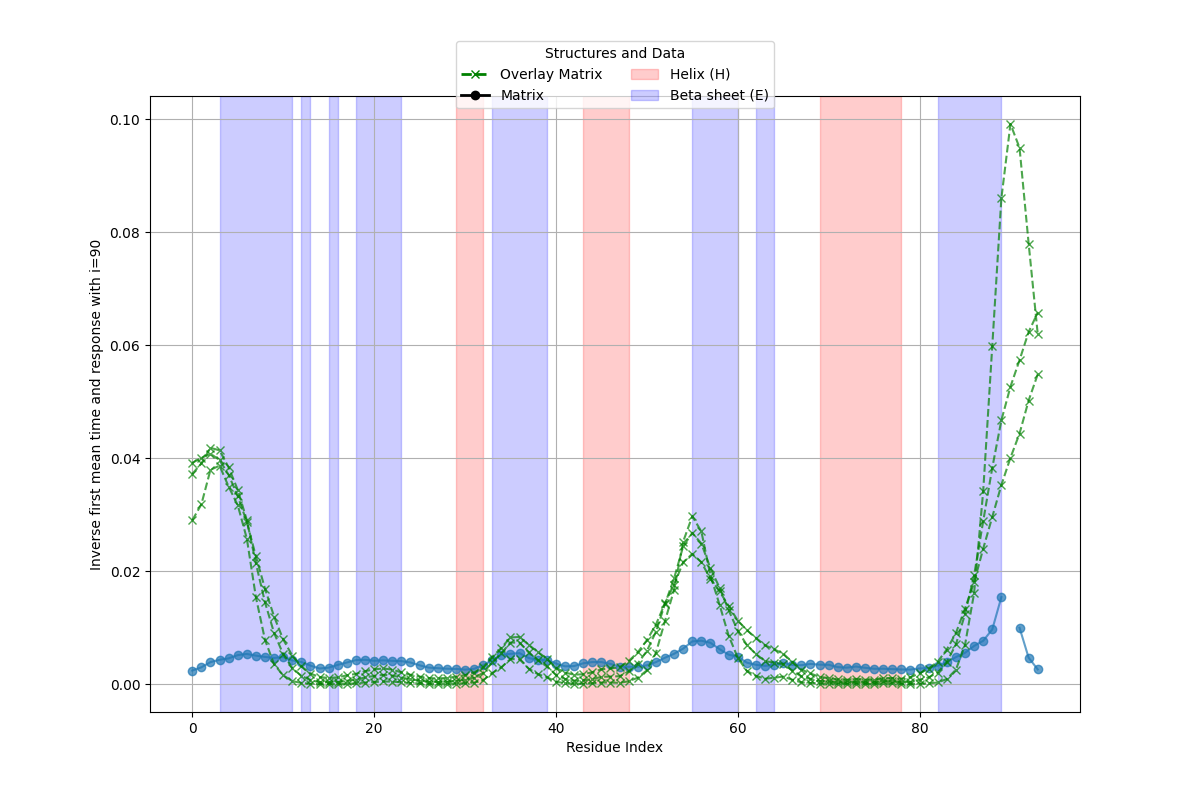 Structures and Data
Overlay Matrix
Helix (H)
Matrix
Beta sheet (E)
0.10
0.08
0.06
0.04
0.02
0.00
Inverse first mean time and response with i=90
0
20
40
60
80
Residue Index